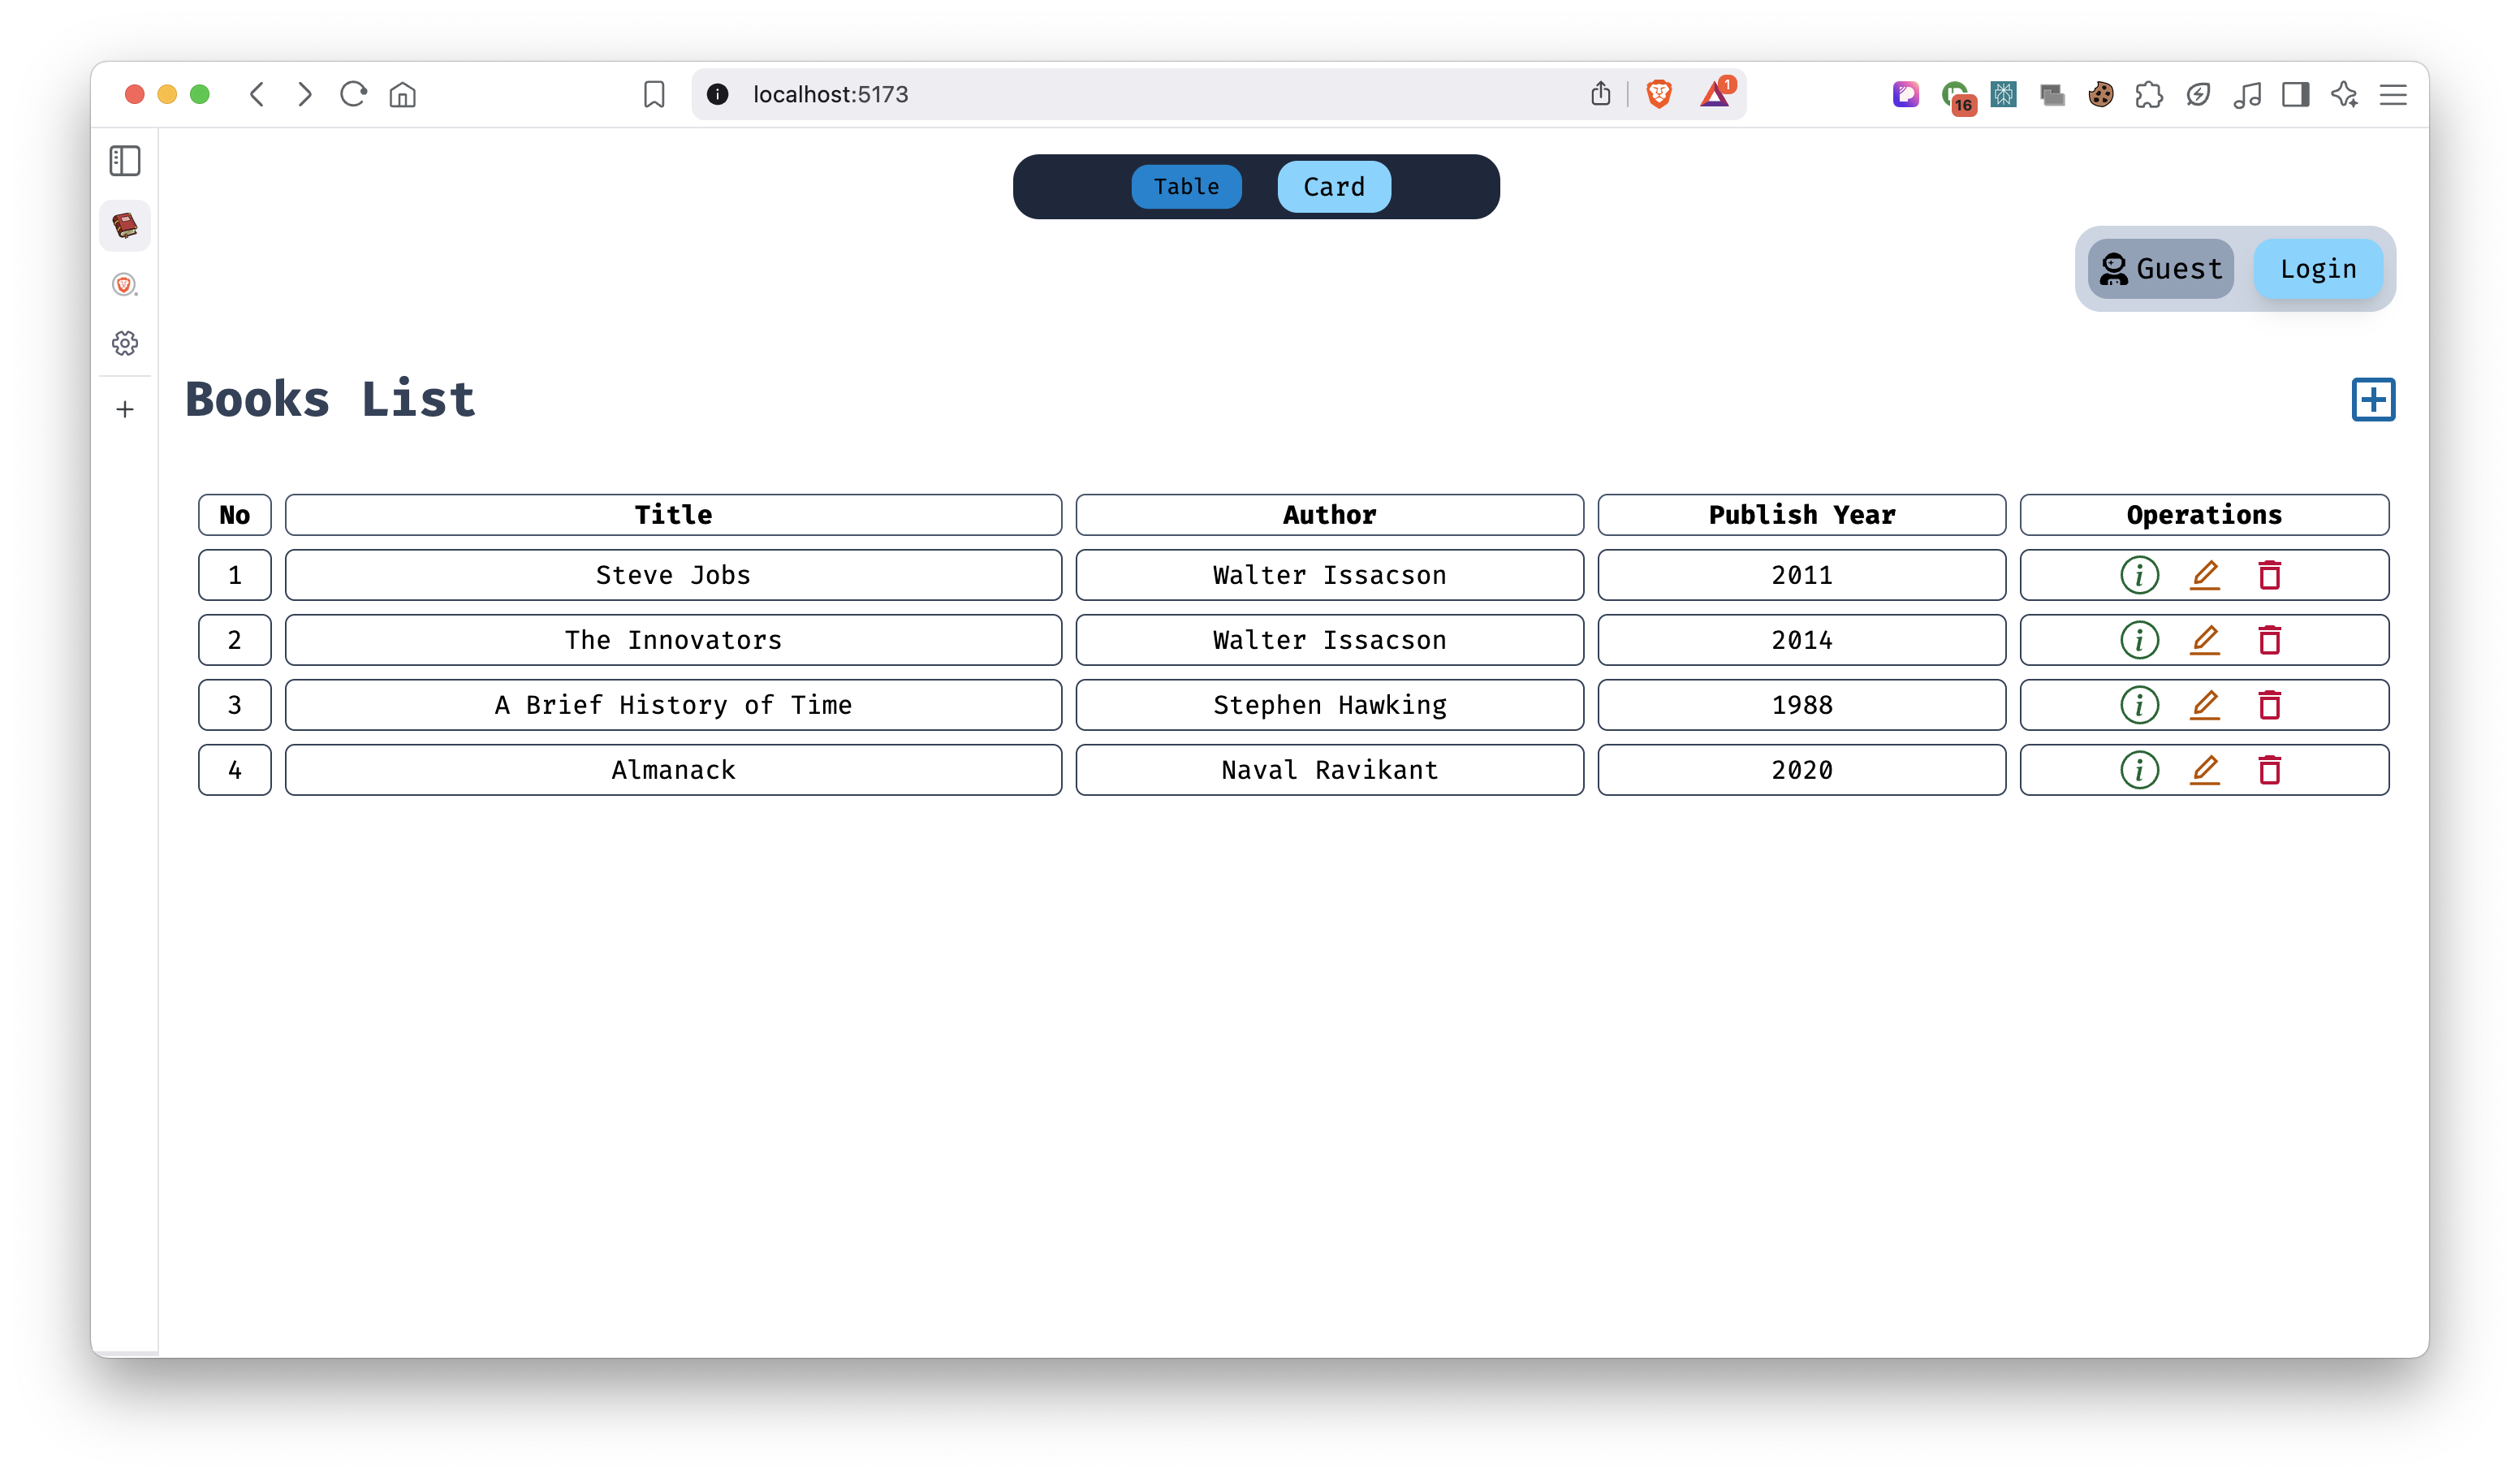 localhost:5173
1
16
Table Card
Guest Login
Books List
No Title Author Publish Year Operations
1 Steve Jobs Walter Issacson 2011
2 The Innovators Walter Issacson 2014
3 A Brief History of Time Stephen Hawking 1988
4 Almanack Naval Ravikant 2020